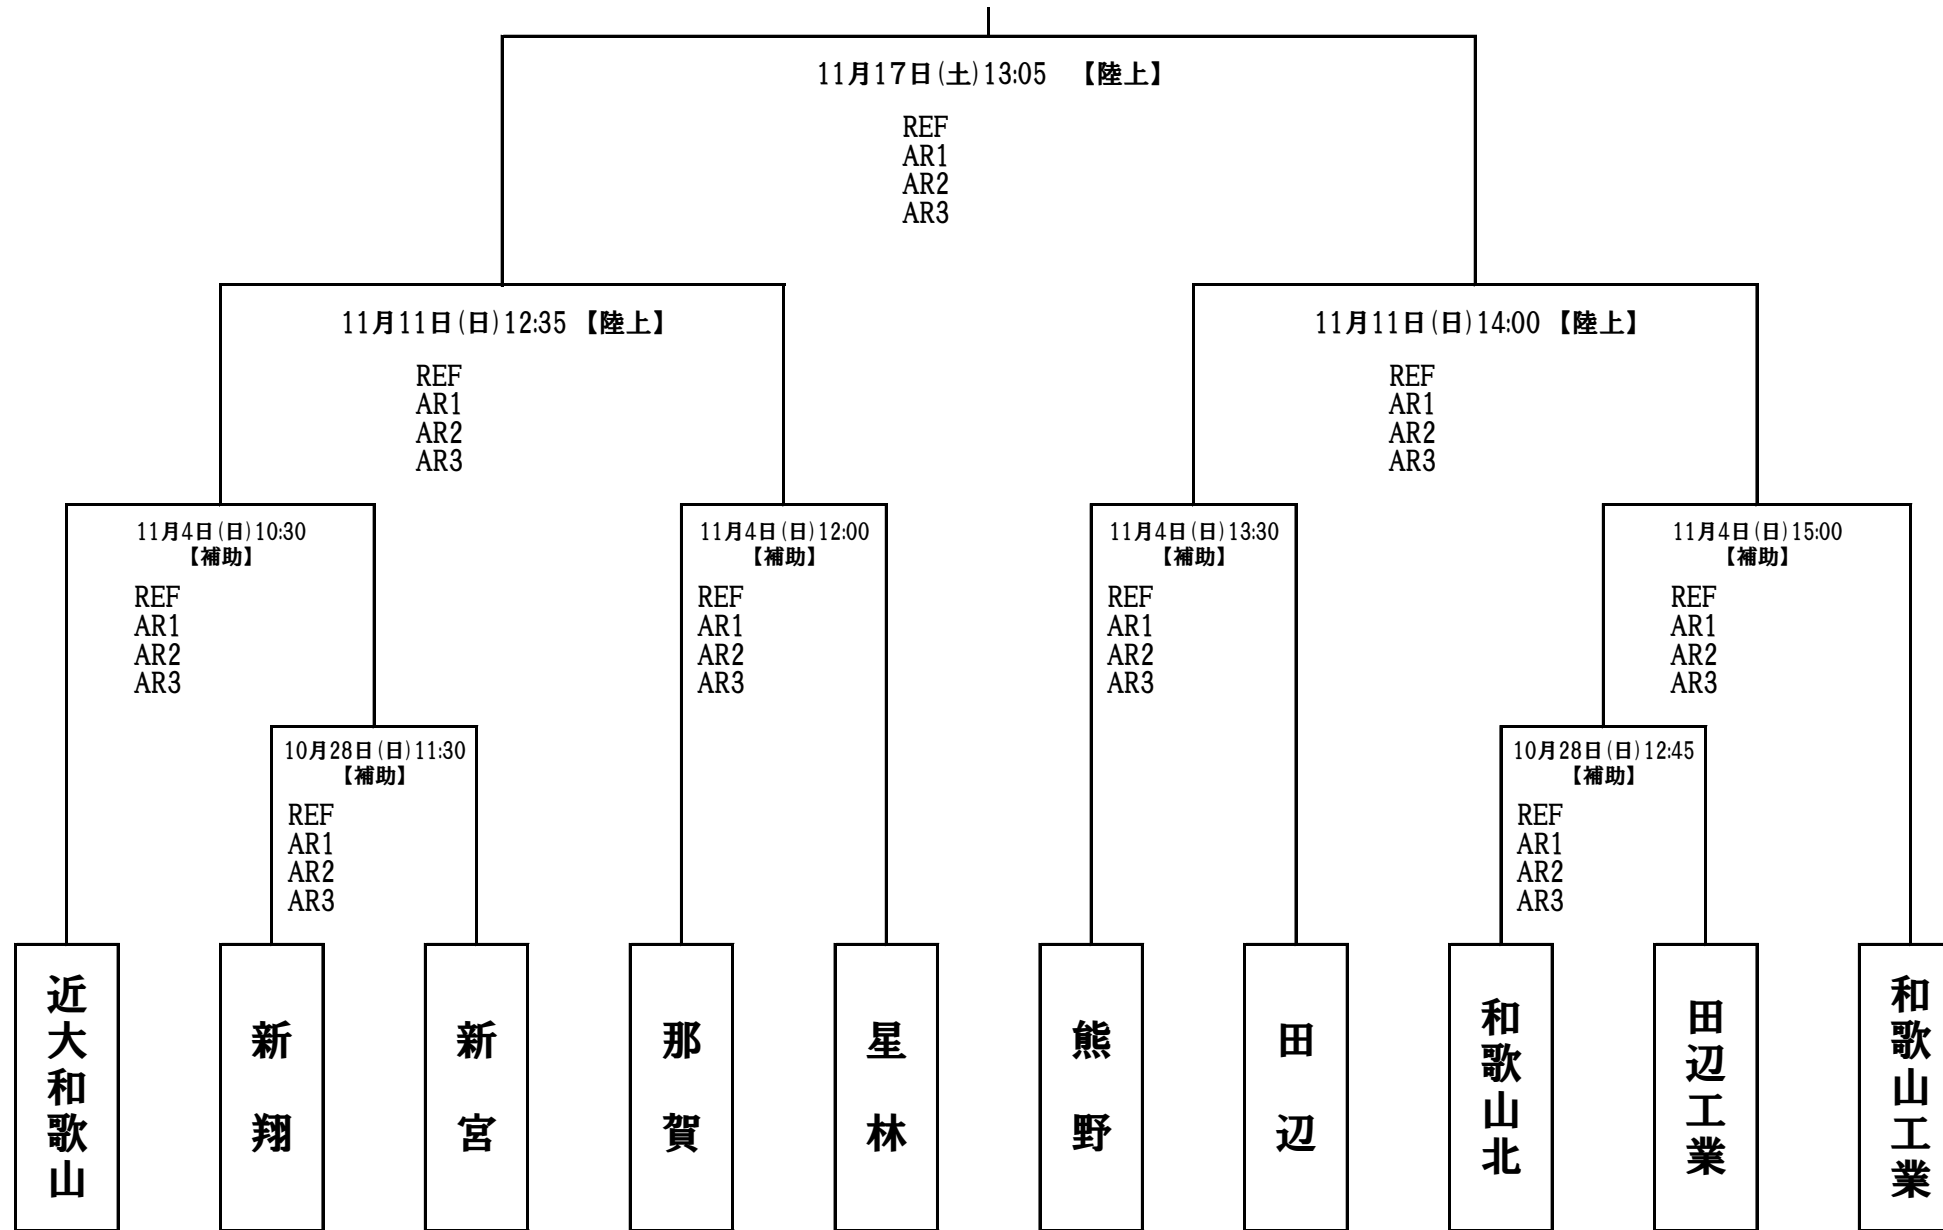 11月17日(土)13:05　【陸上】
REF
AR1
AR2
AR3
11月11日(日)12:35 【陸上】
REF
AR1
AR2
AR3
11月11日(日)14:00 【陸上】
REF
AR1
AR2
AR3
11月4日(日)10:30
【補助】
REF
AR1
AR2
AR3
11月4日(日)12:00
【補助】
REF
AR1
AR2
AR3
11月4日(日)13:30
【補助】
REF
AR1
AR2
AR3
11月4日(日)15:00
【補助】
REF
AR1
AR2
AR3
10月28日(日)11:30
【補助】
REF
AR1
AR2
AR3
10月28日(日)12:45
【補助】
REF
AR1
AR2
AR3
近大和歌山
新翔
新宮
那賀
星林
熊野
田辺
和歌山北
田辺工業
和歌山工業